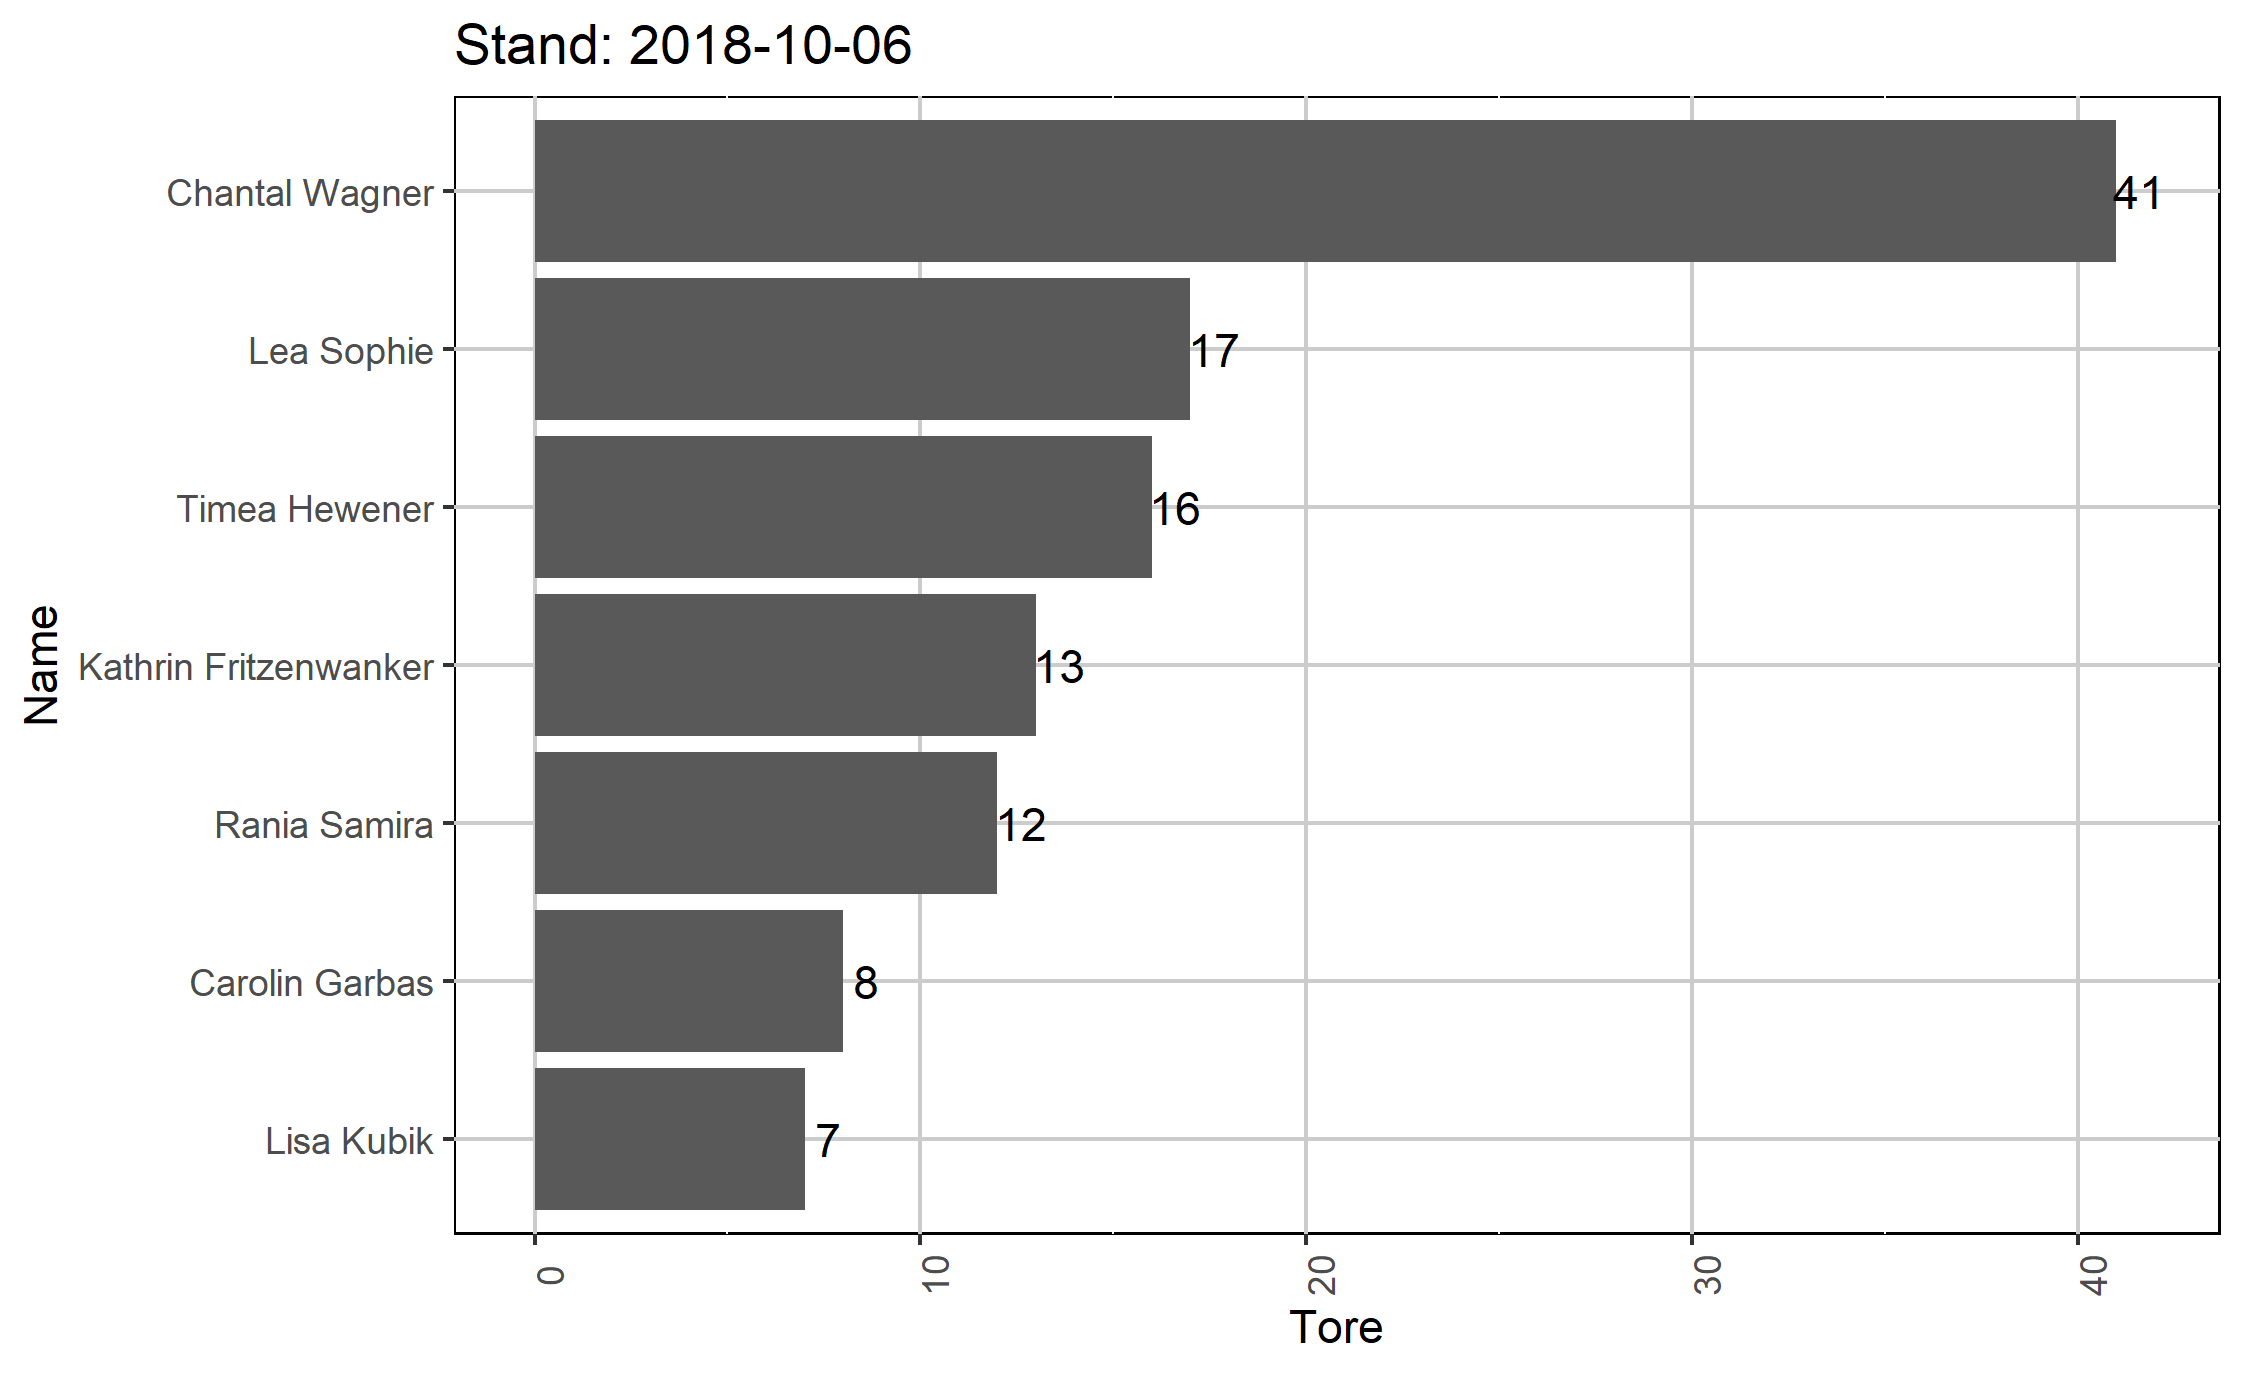 Stand: 2018-10-06
Name
Chantal Wagner
41
Lea Sophie
17
Timea Hewener
16
Kathrin Fritzenwanker
13
Rania Samira
12
Carolin Garbas
8
Lisa Kubik
7
0
10
20
30
40
Tore